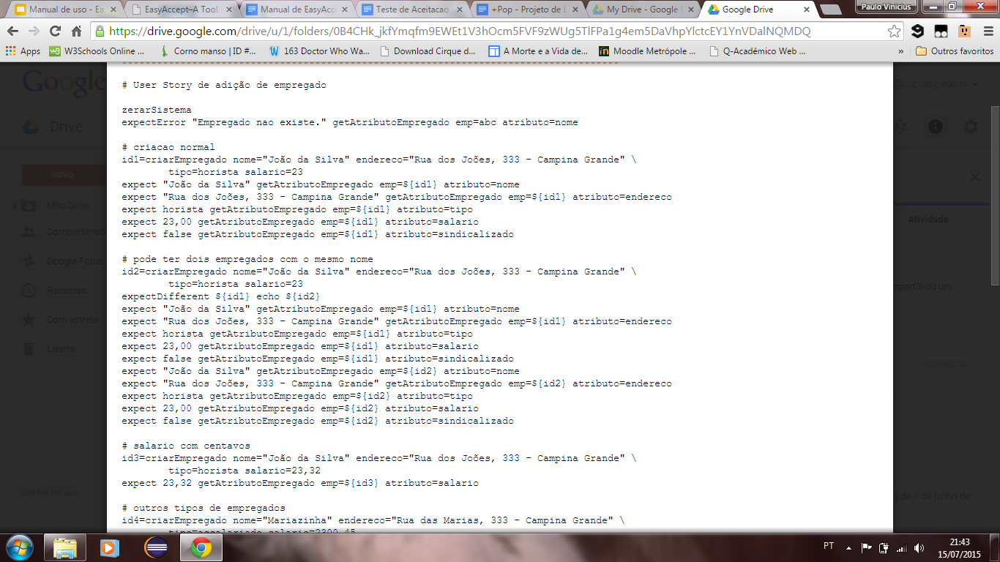 Manual de uso - Ea
EasyAccept–A Tool
Manual de EasyAcc
Teste de Aceitacao
+Pop - Projeto de L
My Drive - Google
Google Drive
Paulo Vinicius
https://drive.google.com/drive/u/1/folders/0B4CHk_jkfYmqfm9EWEt1V3hOcm5FVF9zWUg5TlFPa1g4em5DaVhpYlctcEY1YnVDalNQMDQ
Apps
W3Schools Online ...
Corno manso | ID #...
163 Doctor Who Wa...
Download Cirque d...
A Morte e a Vida de...
Moodle Metrópole ...
Q-Acadêmico Web ...
»
Outros favoritos
Google
@ccc.ufcg.edu.br
Drive
NOVO
Meu Drive
Compartilhad
Google Fotos
Recentes
Com estrela
Lixeira
205 MB em uso
# User Story de adição de empregado
zerarSistema
expectError "Empregado nao existe." getAtributoEmpregado emp=abc atributo=nome
# criacao normal
id1=criarEmpregado nome="João da Silva" endereco="Rua dos Joões, 333 - Campina Grande" \
tipo=horista salario=23
expect "João da Silva" getAtributoEmpregado emp=${id1} atributo=nome
expect "Rua dos Joões, 333 - Campina Grande" getAtributoEmpregado emp=${id1} atributo=endereco
expect horista getAtributoEmpregado emp=${id1} atributo=tipo
expect 23,00 getAtributoEmpregado emp=${id1} atributo=salario
expect false getAtributoEmpregado emp=${id1} atributo=sindicalizado
# pode ter dois empregados com o mesmo nome
id2=criarEmpregado nome="João da Silva" endereco="Rua dos Joões, 333 - Campina Grande" \
tipo=horista salario=23
expectDifferent ${id1} echo ${id2}
expect "João da Silva" getAtributoEmpregado emp=${id1} atributo=nome
expect "Rua dos Joões, 333 - Campina Grande" getAtributoEmpregado emp=${id1} atributo=endereco
expect horista getAtributoEmpregado emp=${id1} atributo=tipo
expect 23,00 getAtributoEmpregado emp=${id1} atributo=salario
expect false getAtributoEmpregado emp=${id1} atributo=sindicalizado
expect "João da Silva" getAtributoEmpregado emp=${id2} atributo=nome
expect "Rua dos Joões, 333 - Campina Grande" getAtributoEmpregado emp=${id2} atributo=endereco
expect horista getAtributoEmpregado emp=${id2} atributo=tipo
expect 23,00 getAtributoEmpregado emp=${id2} atributo=salario
expect false getAtributoEmpregado emp=${id2} atributo=sindicalizado
# salario com centavos
id3=criarEmpregado nome="João da Silva" endereco="Rua dos Joões, 333 - Campina Grande" \
tipo=horista salario=23,32
expect 23,32 getAtributoEmpregado emp=${id3} atributo=salario
# outros tipos de empregados
id4=criarEmpregado nome="Mariazinha" endereco="Rua das Marias, 333 - Campina Grande" \
tipo=assalariado salario=2300,45
Atividade
mpartilhou um
Pode editar
s de 1 de junho de
PT
21:43
15/07/2015